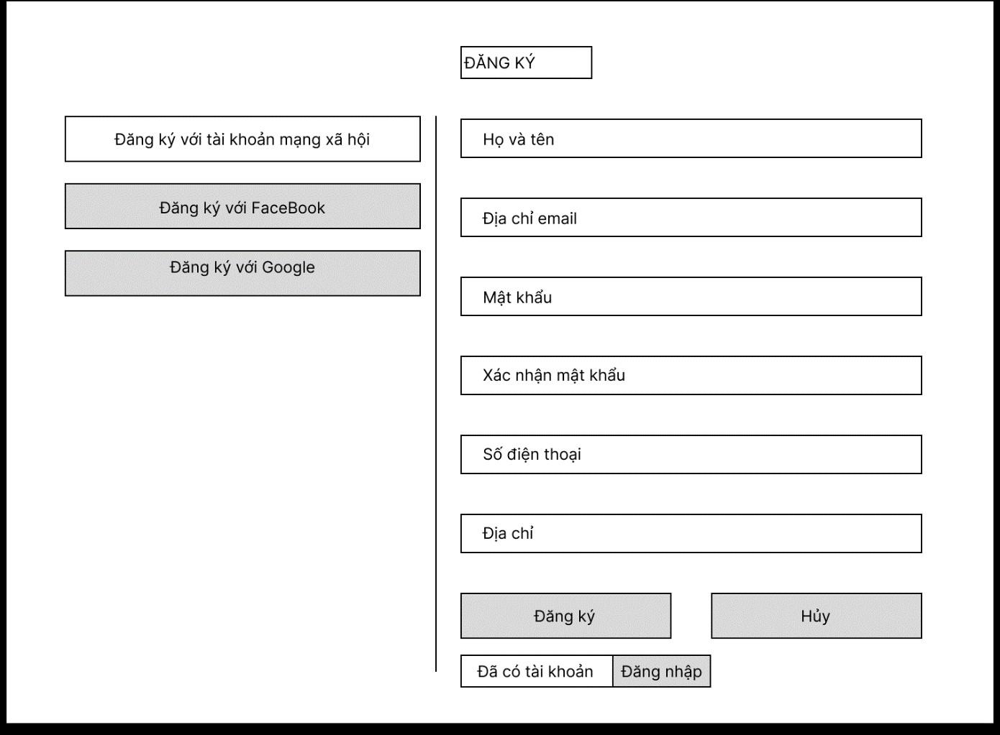 ĐĂNG KÝ
Đăng ký với tài khoản mạng xã hội
Đăng ký với FaceBook
Đăng ký với Google
Họ và tên
Địa chỉ email
Mật khẩu
Xác nhận mật khẩu
Số điện thoại
Địa chỉ
Đăng ký
Hủy
Đã có tài khoản
Đăng nhập